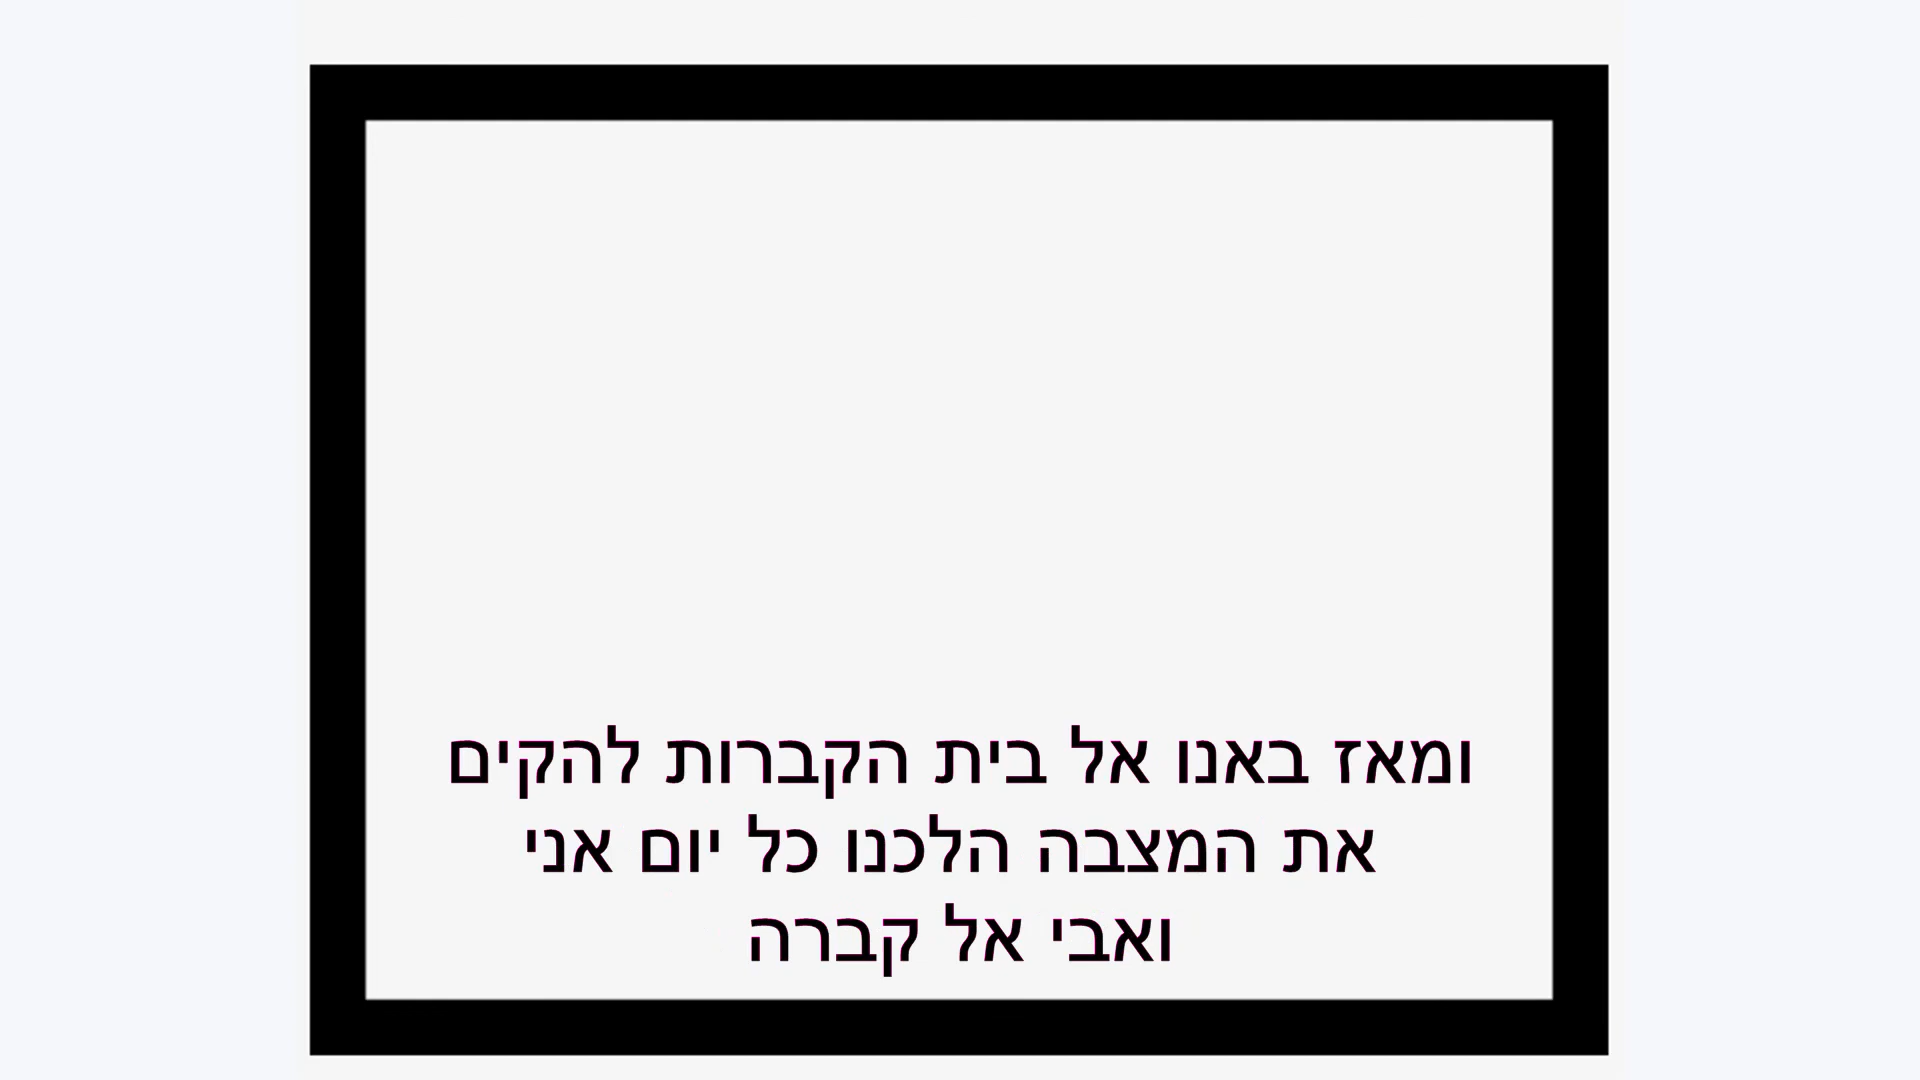 ומאז באנו אל בית הקברות להקים
את המצבה הלכנו כל יום אני
ואבי אל קברה